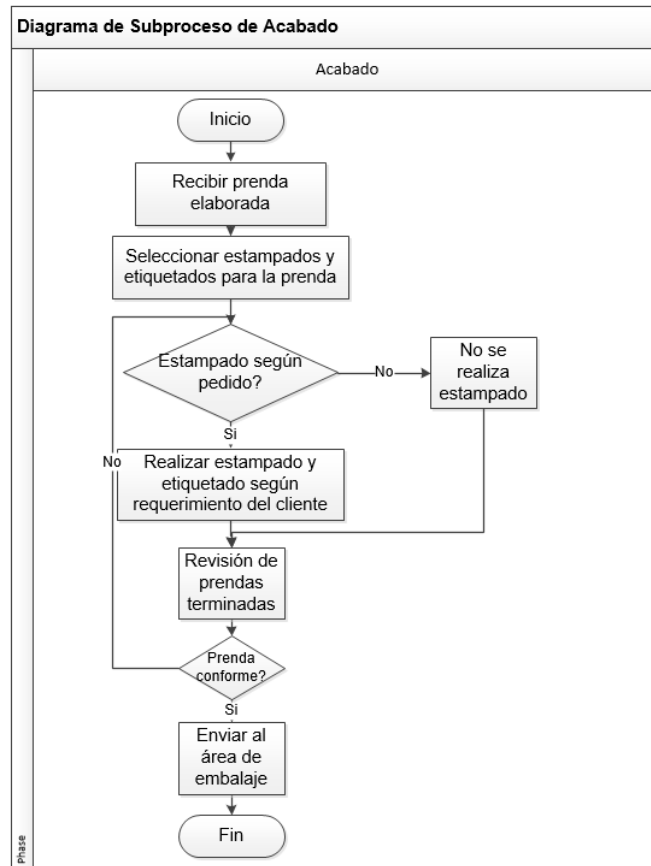 Diagrama de Subproceso de Acabado
Acabado
Inicio
Recibir prenda
elaborada
Seleccionar estampados y
etiquetados para la prenda
Estampado según
pedido?
No
No se
realiza
estampado
Si
No
Realizar estampado y
etiquetado según
requerimiento del cliente
Revisión de
prendas
terminadas
Prenda
conforme?
Si
Enviar al
área de
embalaje
Fin
Phase